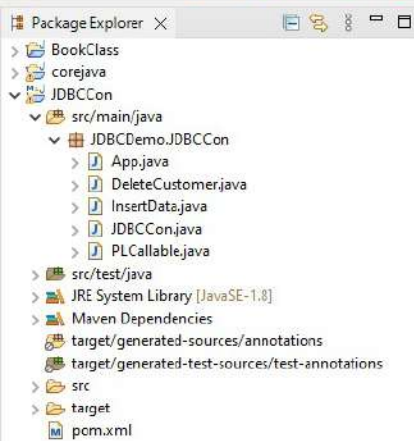 Package Explorer
BookClass
corejava
JDBCCon
src/main/java
JDBCDemo.JDBCCon
App.java
DeleteCustomer.java
InsertData.java
JDBCCon.java
PLCallable.java
src/test/java
JRE System Library [JavaSE-1.8]
Maven Dependencies
target/generated-sources/annotations
target/generated-test-sources/test-annotations
src
target
pom.xml